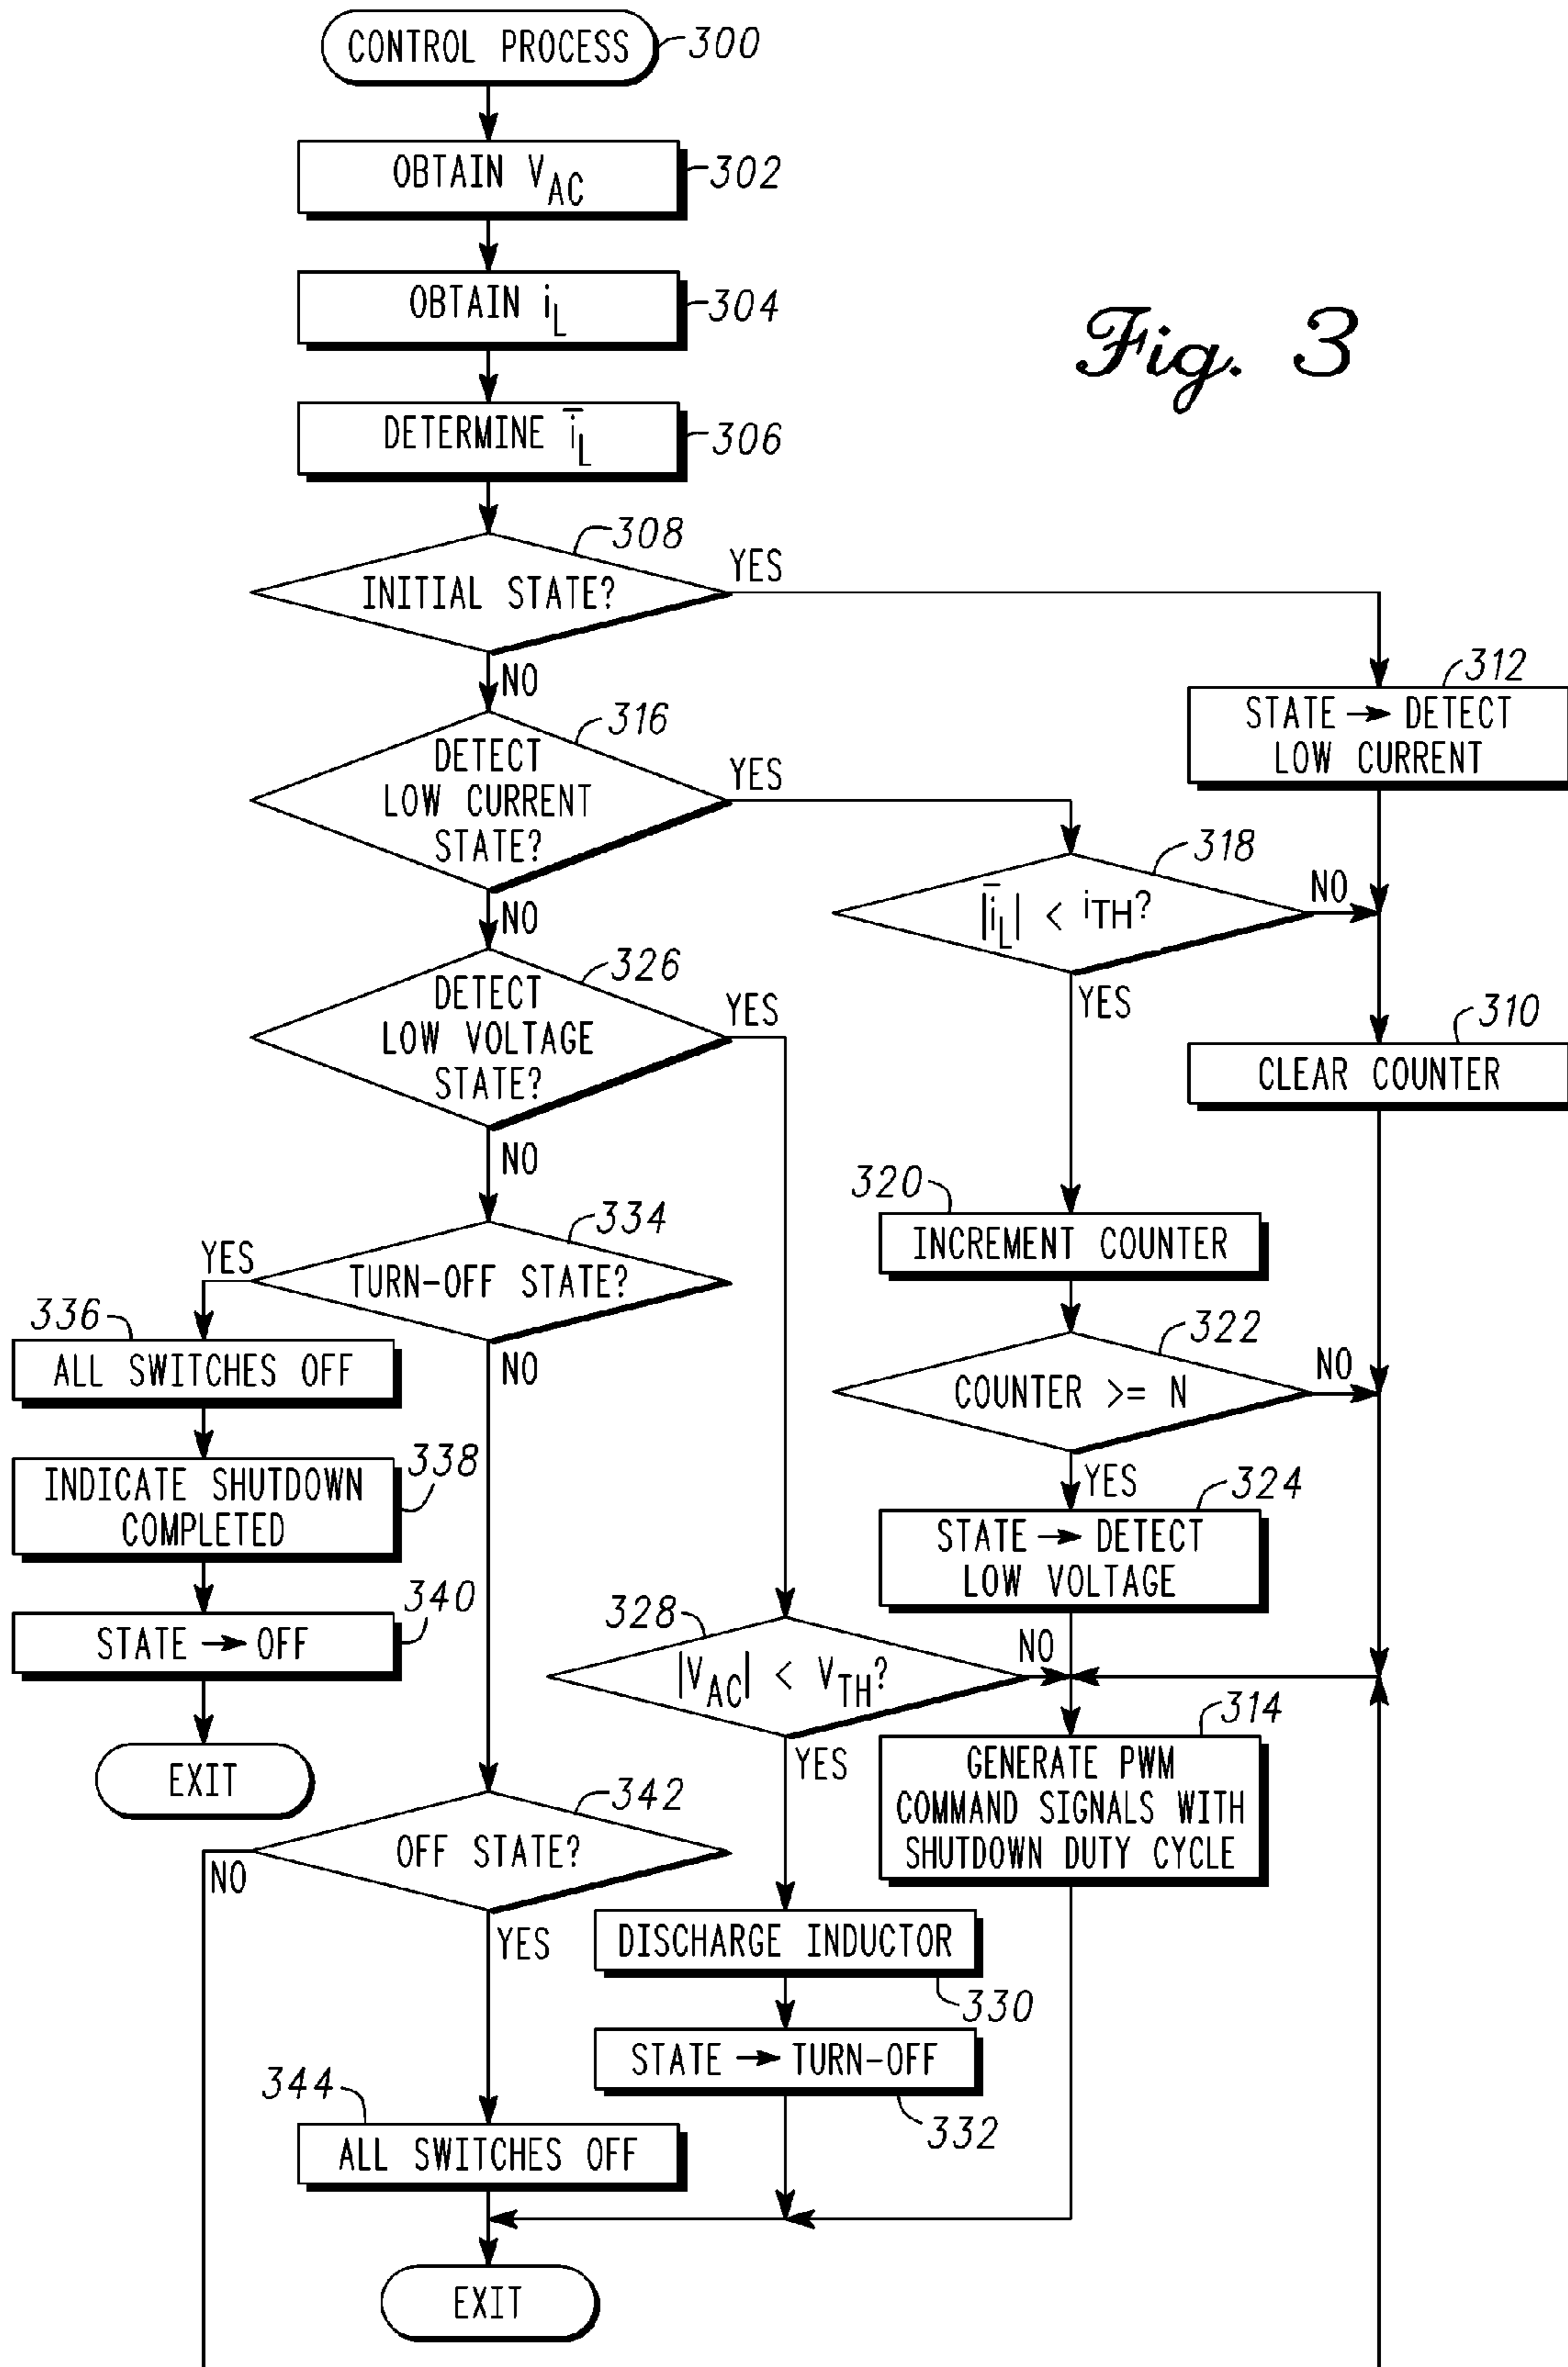 CONTROL PROCESS 300
OBTAIN VAC 302
OBTAIN iL 304
Fig. 3
DETERMINE i̅L 306
308
INITIAL STATE?
YES
NO
312
STATE → DETECT
LOW CURRENT
316
DETECT
LOW CURRENT
STATE?
YES
NO
318
|i̅L| < iTH?
NO
YES
326
DETECT
LOW VOLTAGE
STATE?
YES
NO
310
CLEAR COUNTER
320
INCREMENT COUNTER
334
TURN-OFF STATE?
YES
NO
336
ALL SWITCHES OFF
322
COUNTER >= N
NO
YES
338
INDICATE SHUTDOWN
COMPLETED
324
STATE → DETECT
LOW VOLTAGE
340
STATE → OFF
328
|VAC| < VTH?
NO
YES
EXIT
314
GENERATE PWM
COMMAND SIGNALS WITH
SHUTDOWN DUTY CYCLE
342
OFF STATE?
NO
YES
DISCHARGE INDUCTOR
330
STATE → TURN-OFF
332
344
ALL SWITCHES OFF
EXIT